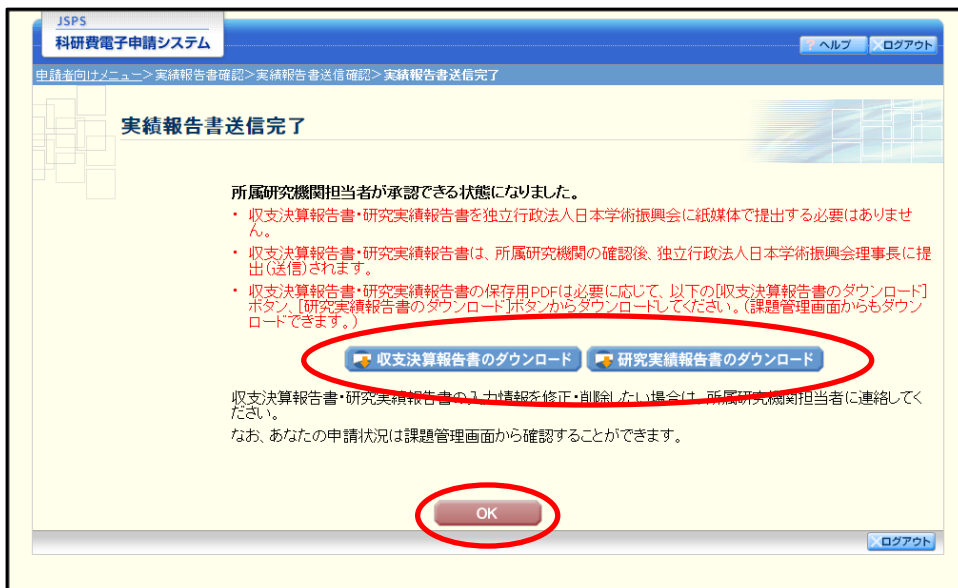 JSPS
科研費電子申請システム
? ヘルプ
ログアウト
申請者向けメニュー>実績報告書確認>実績報告書送信確認>実績報告書送信完了
実績報告書送信完了
所属研究機関担当者が承認できる状態になりました。
・ 収支決算報告書・研究実績報告書を独立行政法人日本学術振興会に紙媒体で提出する必要はありませ
ん。
・ 収支決算報告書・研究実績報告書は、所属研究機関の確認後、独立行政法人日本学術振興会理事長に提
出(送信)されます。
・ 収支決算報告書・研究実績報告書の保存用PDFは必要に応じて、以下の[収支決算報告書のダウンロード]
ボタン、[研究実績報告書のダウンロード]ボタンからダウンロードしてください。(課題管理画面からもダウン
ロードできます。)
収支決算報告書のダウンロード
研究実績報告書のダウンロード
収支決算報告書・研究実績報告書の入力情報を修正・削除したい場合は、所属研究機関担当者に連絡してく
ださい。
なお、あなたの申請状況は課題管理画面から確認することができます。
OK
ログアウト